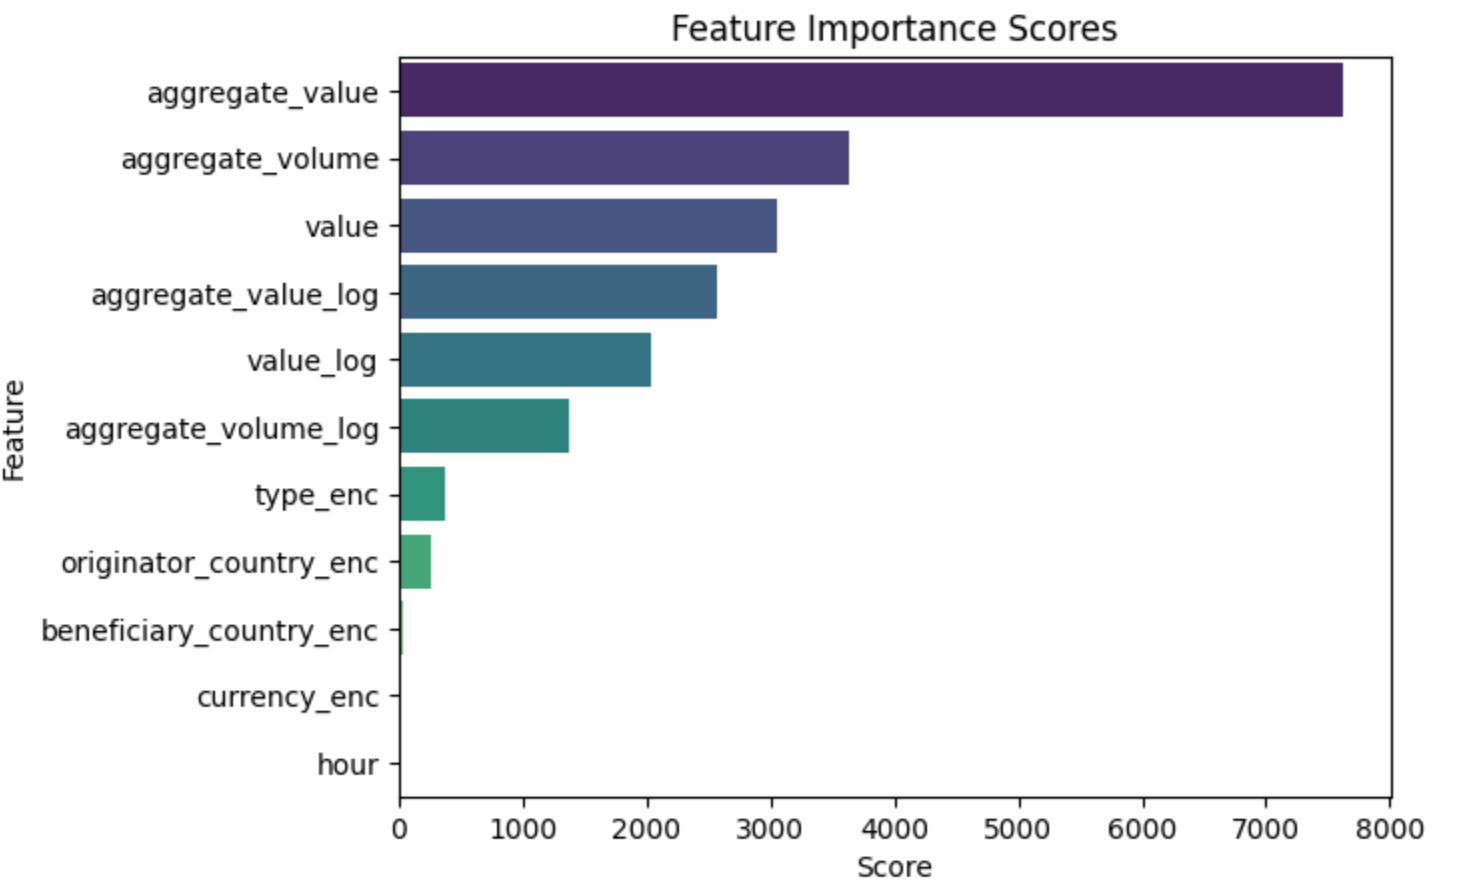 Feature Importance Scores
aggregate_value
aggregate_volume
value
aggregate_value_log
value_log
aggregate_volume_log
type_enc
originator_country_enc
beneficiary_country_enc
currency_enc
hour
Feature
0 1000 2000 3000 4000 5000 6000 7000 8000
Score